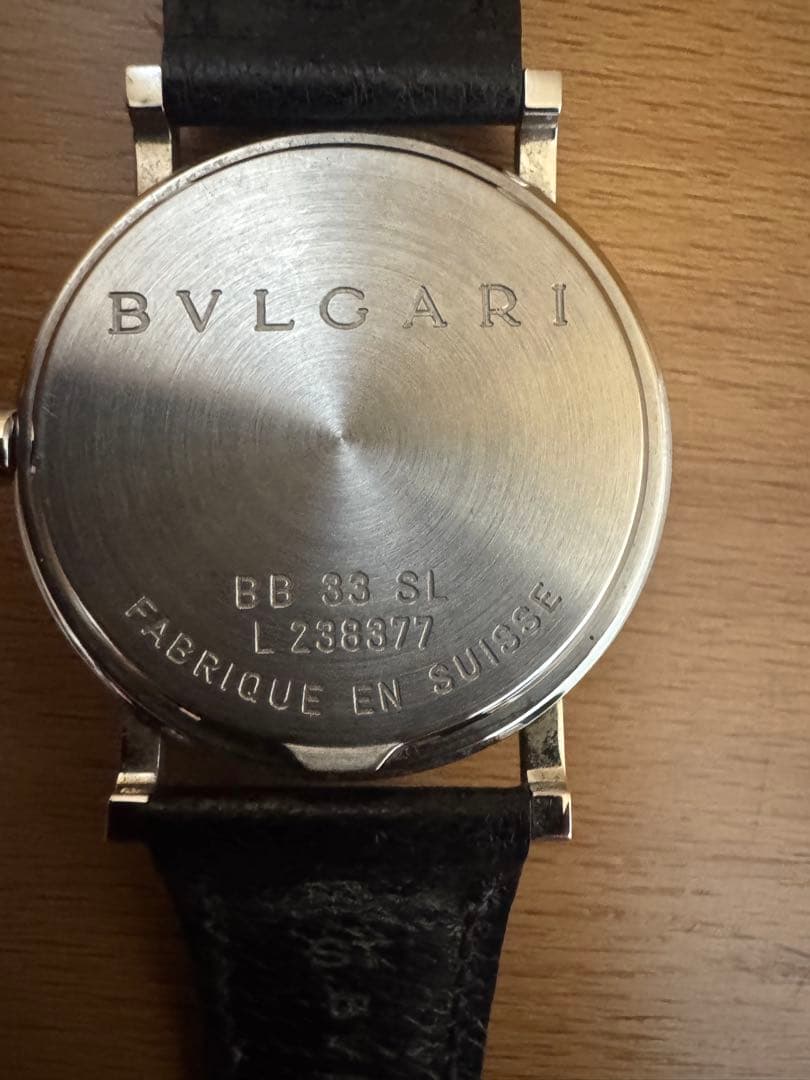 BVLGARI
BB 33 SL
L 238377
FABRIQUE EN SUISSE